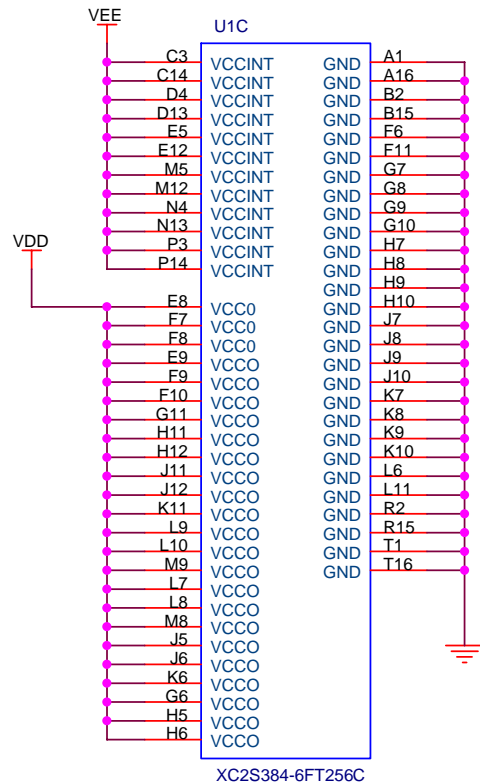 VEE
U1C
C3 VCCINT GND A1
C14 VCCINT GND A16
D4 VCCINT GND B2
D13 VCCINT GND B15
E5 VCCINT GND F6
E12 VCCINT GND F11
M5 VCCINT GND G7
M12 VCCINT GND G8
N4 VCCINT GND G9
N13 VCCINT GND G10
VDD
P3 VCCINT GND H7
P14 VCCINT GND H8
GND H9
E8 VCC0 GND H10
F7 VCC0 GND J7
F8 VCC0 GND J8
E9 VCCO GND J9
F9 VCCO GND J10
F10 VCCO GND K7
G11 VCCO GND K8
H11 VCCO GND K9
H12 VCCO GND K10
J11 VCCO GND L6
J12 VCCO GND L11
K11 VCCO GND R2
L9 VCCO GND R15
L10 VCCO GND T1
M9 VCCO GND T16
L7 VCCO
L8 VCCO
M8 VCCO
J5 VCCO
J6 VCCO
K6 VCCO
G6 VCCO
H5 VCCO
H6 VCCO
XC2S384-6FT256C